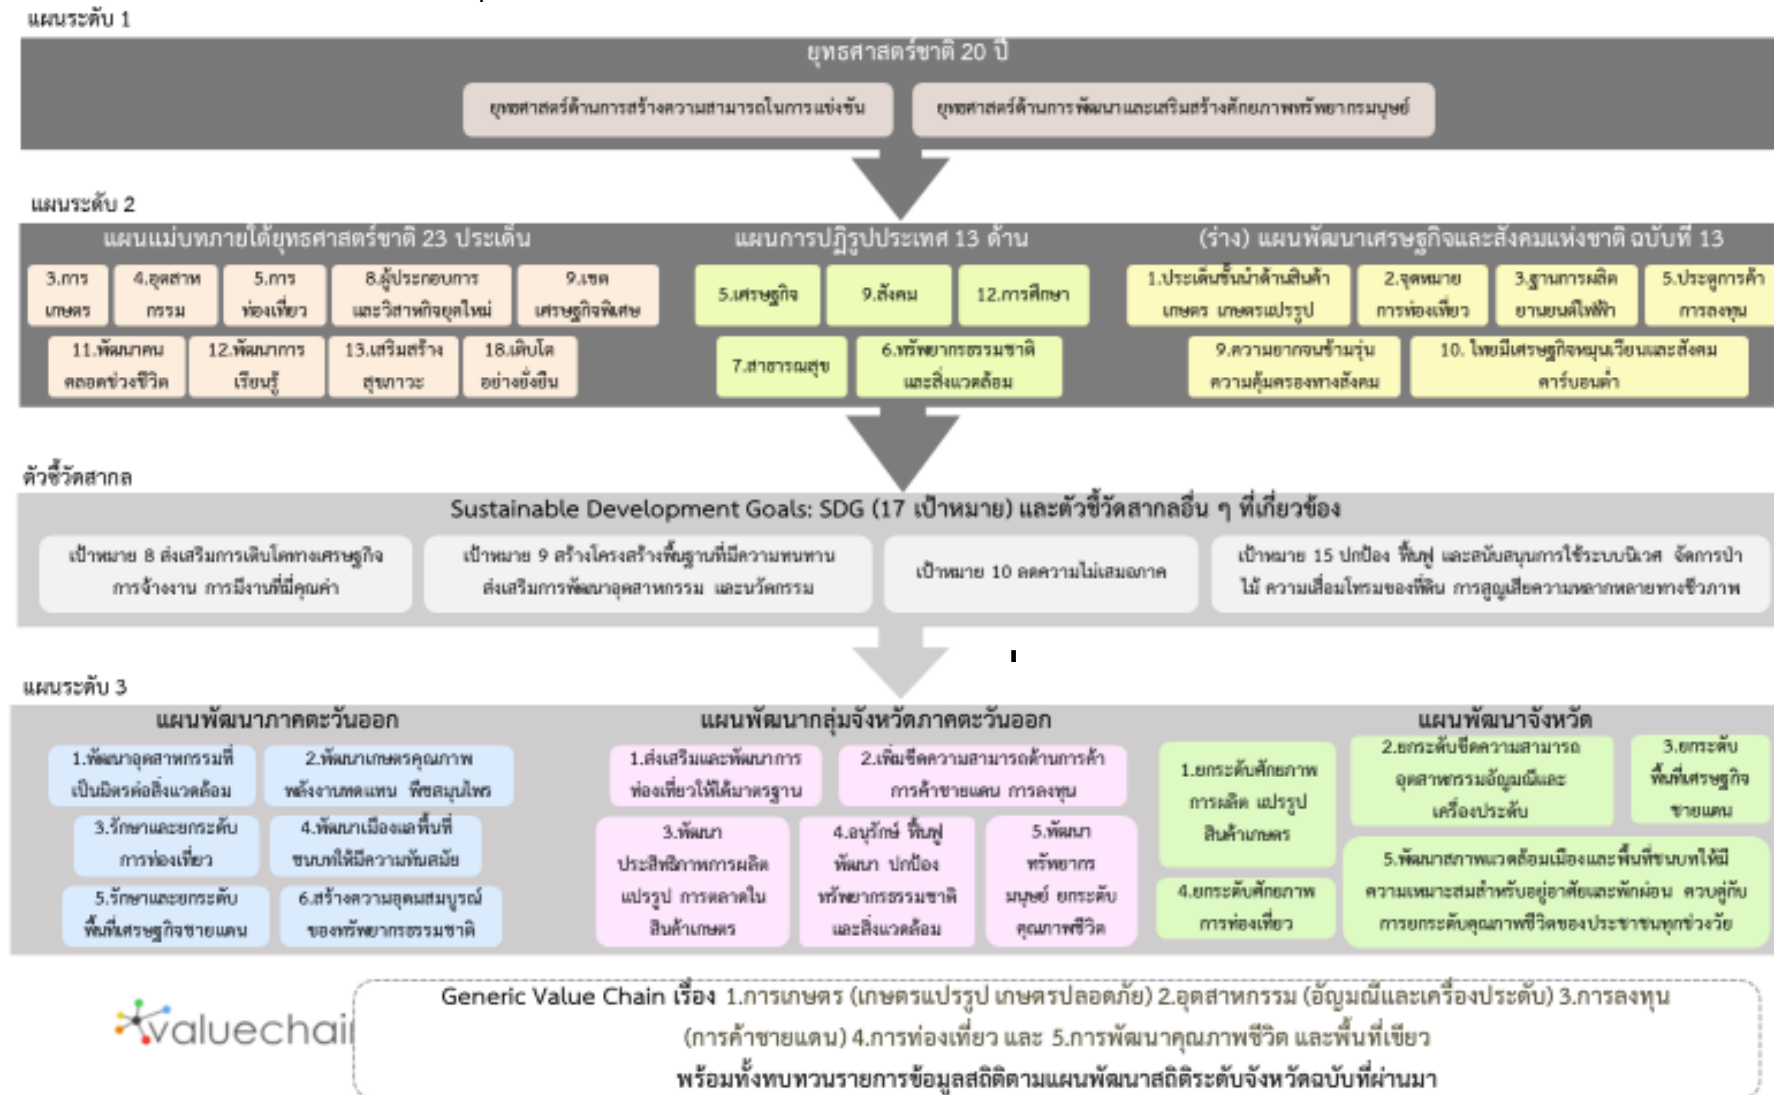 แผนระดับ 1
ยุทธศาสตร์ชาติ 20 ปี
ยุทธศาสตร์ด้านการสร้างความสามารถในการแข่งขัน
ยุทธศาสตร์ด้านการพัฒนาและเสริมสร้างศักยภาพทรัพยากรมนุษย์
แผนระดับ 2
แผนแม่บทภายใต้ยุทธศาสตร์ชาติ 23 ประเด็น
3.การ
เกษตร
4.อุตสาห
กรรม
5.การ
ท่องเที่ยว
8.ผู้ประกอบการ
และวิสาหกิจยุคใหม่
9.เขต
เศรษฐกิจพิเศษ
11.พัฒนาคน
ตลอดช่วงชีวิต
12.พัฒนาการ
เรียนรู้
13.เสริมสร้าง
สุขภาวะ
18.เติบโต
อย่างยั่งยืน
แผนการปฏิรูปประเทศ 13 ด้าน
5.เศรษฐกิจ
9.สังคม
12.การศึกษา
7.สาธารณสุข
6.ทรัพยากรธรรมชาติ
และสิ่งแวดล้อม
(ร่าง) แผนพัฒนาเศรษฐกิจและสังคมแห่งชาติ ฉบับที่ 13
1.ประเด็นชั้นนำด้านสินค้า
เกษตร เกษตรแปรรูป
2.จุดหมาย
การท่องเที่ยว
3.ฐานการผลิต
ยานยนต์ไฟฟ้า
5.ประตูการค้า
การลงทุน
9.ความยากจนข้ามรุ่น
ความคุ้มครองทางสังคม
10. ไทยมีเศรษฐกิจหมุนเวียนและสังคม
คาร์บอนต่ำ
ตัวชี้วัดสากล
Sustainable Development Goals: SDG (17 เป้าหมาย) และตัวชี้วัดสากลอื่น ๆ ที่เกี่ยวข้อง
เป้าหมาย 8 ส่งเสริมการเติบโตทางเศรษฐกิจ
การจ้างงาน การมีงานที่มีคุณค่า
เป้าหมาย 9 สร้างโครงสร้างพื้นฐานที่มีความทนทาน
ส่งเสริมการพัฒนาอุตสาหกรรม และนวัตกรรม
เป้าหมาย 10 ลดความไม่เสมอภาค
เป้าหมาย 15 ปกป้อง ฟื้นฟู และสนับสนุนการใช้ระบบนิเวศ จัดการป่า
ไม้ ความเสื่อมโทรมของที่ดิน การสูญเสียความหลากหลายทางชีวภาพ
แผนระดับ 3
แผนพัฒนาภาคตะวันออก
1.พัฒนาอุตสาหกรรมที่
เป็นมิตรต่อสิ่งแวดล้อม
2.พัฒนาเกษตรคุณภาพ
พลังงานทดแทน พืชสมุนไพร
3.รักษาและยกระดับ
การท่องเที่ยว
4.พัฒนาเมืองแลพื้นที่
ชนบทให้มีความทันสมัย
5.รักษาและยกระดับ
พื้นที่เศรษฐกิจชายแดน
6.สร้างความอุดมสมบูรณ์
ของทรัพยากรธรรมชาติ
แผนพัฒนากลุ่มจังหวัดภาคตะวันออก
1.ส่งเสริมและพัฒนาการ
ท่องเที่ยวให้ได้มาตรฐาน
2.เพิ่มขีดความสามารถด้านการค้า
การค้าชายแดน การลงทุน
3.พัฒนา
ประสิทธิภาพการผลิต
แปรรูป การตลาดใน
สินค้าเกษตร
4.อนุรักษ์ ฟื้นฟู
พัฒนา ปกป้อง
ทรัพยากรธรรมชาติ
และสิ่งแวดล้อม
5.พัฒนา
ทรัพยากร
มนุษย์ ยกระดับ
คุณภาพชีวิต
แผนพัฒนาจังหวัด
1.ยกระดับศักยภาพ
การผลิต แปรรูป
สินค้าเกษตร
2.ยกระดับขีดความสามารถ
อุตสาหกรรมอัญมณีและ
เครื่องประดับ
3.ยกระดับ
พื้นที่เศรษฐกิจ
ชายแดน
4.ยกระดับศักยภาพ
การท่องเที่ยว
5.พัฒนาสภาพแวดล้อมเมืองและพื้นที่ชนบทให้มี
ความเหมาะสมสำหรับอยู่อาศัยและพักผ่อน ควบคู่กับ
การยกระดับคุณภาพชีวิตของประชาชนทุกช่วงวัย
valuechain
Generic Value Chain เรื่อง 1.การเกษตร (เกษตรแปรรูป เกษตรปลอดภัย) 2.อุตสาหกรรม (อัญมณีและเครื่องประดับ) 3.การลงทุน
(การค้าชายแดน) 4.การท่องเที่ยว และ 5.การพัฒนาคุณภาพชีวิต และพื้นที่เขียว
พร้อมทั้งทบทวนรายการข้อมูลสถิติตามแผนพัฒนาสถิติระดับจังหวัดฉบับที่ผ่านมา